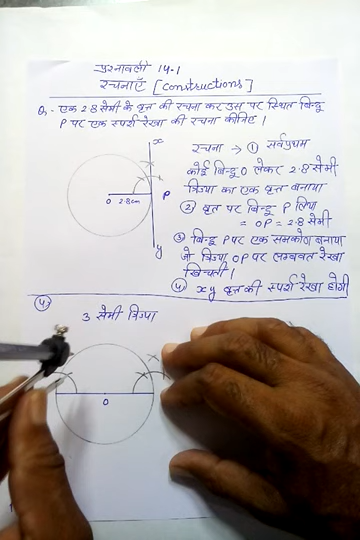 प्रश्नावली 14.1
रचनाएँ [constructions]
Q.- एक 2.8 सेमी के वृत्त की रचना कर उस पर स्थित बिन्दु
P पर एक स्पर्श रेखा की रचना कीजिए।
x
रचना → ① सर्वप्रथम
कोई बिन्दु O लेकर 2.8 सेमी
त्रिज्या का एक वृत्त बनाया
② वृत्त पर बिन्दु P लिया
= OP = 2.8 सेमी
③ बिन्दु P पर एक समकोण बनाया
जो त्रिज्या OP पर लम्बवत रेखा
खिचती।
④ xy वृत्त की स्पर्श रेखा होगी
O 2.8cm P
y
④
3 सेमी त्रिज्या
O